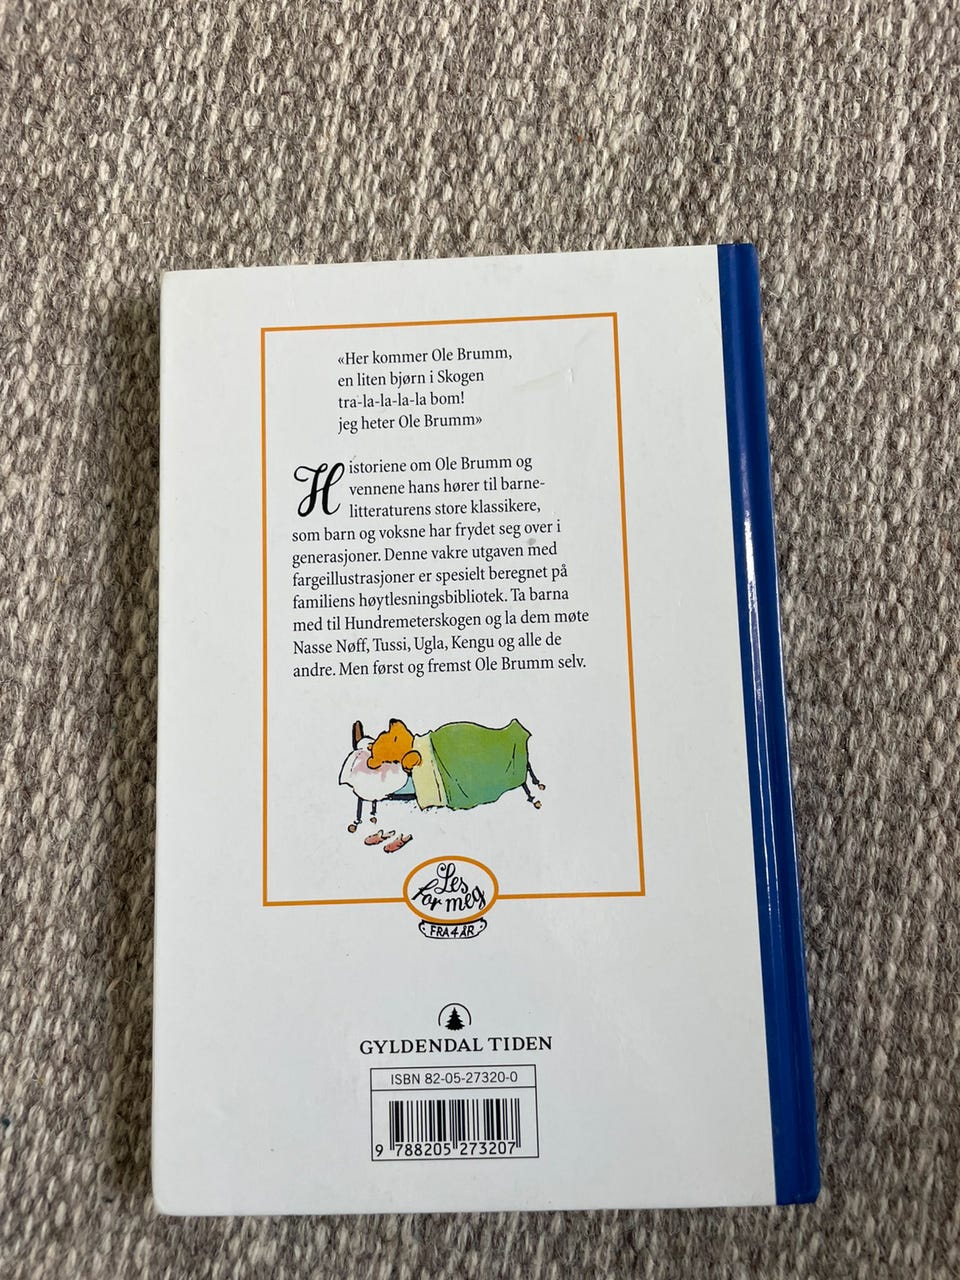 «Her kommer Ole Brumm,
en liten bjørn i Skogen
tra-la-la-la-la bom!
jeg heter Ole Brumm»
Historiene om Ole Brumm og
vennene hans hører til barne-
litteraturens store klassikere,
som barn og voksne har frydet seg over i
generasjoner. Denne vakre utgaven med
fargeillustrasjoner er spesielt beregnet på
familiens høytlesningsbibliotek. Ta barna
med til Hundremeterskogen og la dem møte
Nasse Nøff, Tussi, Ugla, Kengu og alle de
andre. Men først og fremst Ole Brumm selv.
Les
for meg
FRA 4 ÅR
GYLDENDAL TIDEN
ISBN 82-05-27320-0
9 788205 273207